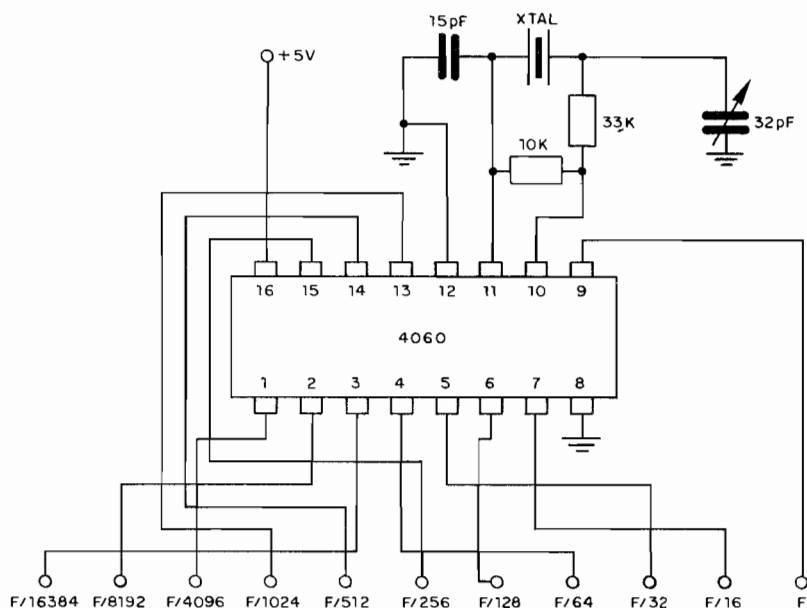 15pF XTAL
+5V
33K 32pF
10K
16 15 14 13 12 11 10 9
4060
1 2 3 4 5 6 7 8
F/16384 F/8192 F/4096 F/1024 F/512 F/256 F/128 F/64 F/32 F/16 F